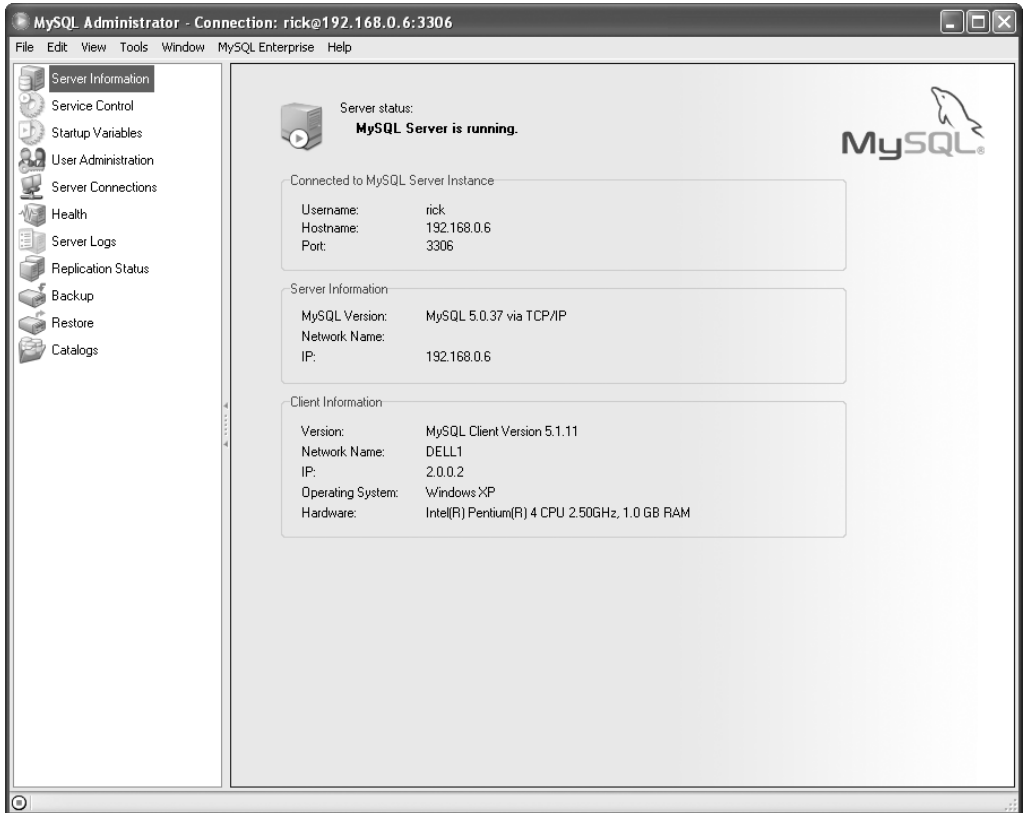 MySQL Administrator - Connection: rick@192.168.0.6:3306
File Edit View Tools Window MySQL Enterprise Help
Server Information
Service Control
Startup Variables
User Administration
Server Connections
Health
Server Logs
Replication Status
Backup
Restore
Catalogs
Server status:
MySQL Server is running.
MySQL®
Connected to MySQL Server Instance
Username: rick
Hostname: 192.168.0.6
Port: 3306
Server Information
MySQL Version: MySQL 5.0.37 via TCP/IP
Network Name:
IP: 192.168.0.6
Client Information
Version: MySQL Client Version 5.1.11
Network Name: DELL1
IP: 2.0.0.2
Operating System: Windows XP
Hardware: Intel(R) Pentium(R) 4 CPU 2.50GHz, 1.0 GB RAM